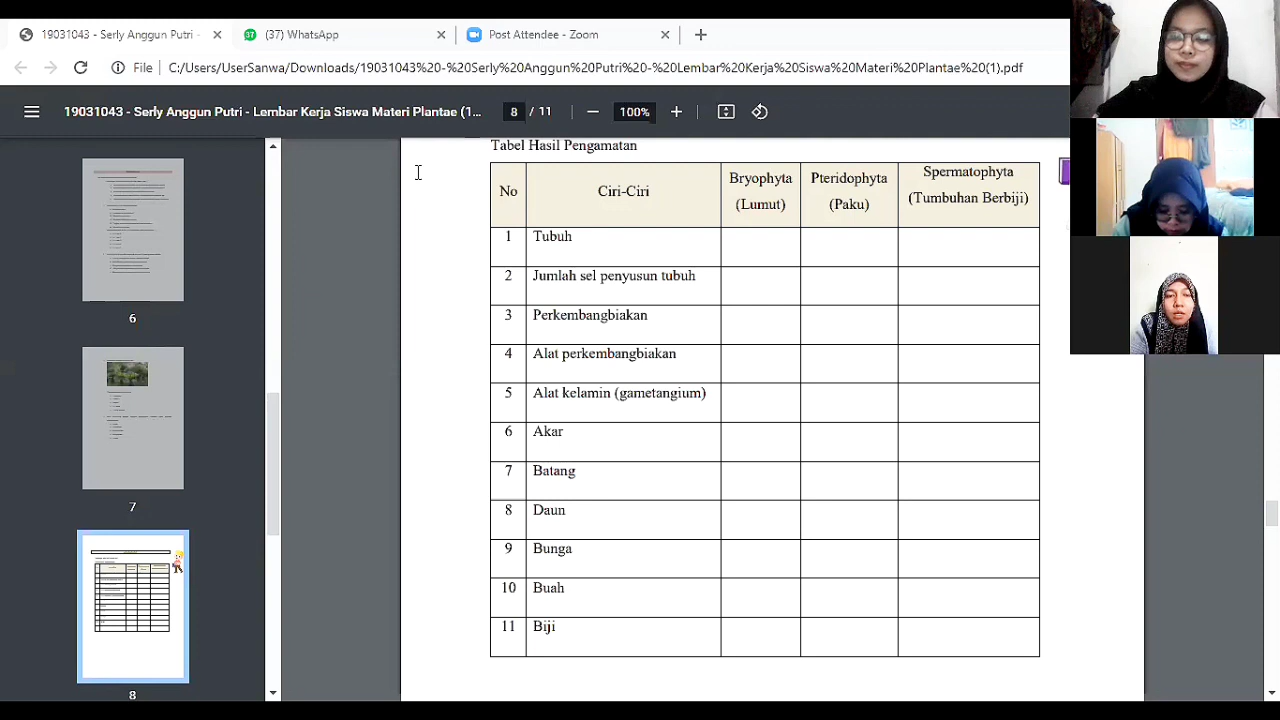 19031043 - Serly Anggun Putri -
(37) WhatsApp
Post Attendee - Zoom
File
C:/Users/UserSanwa/Downloads/19031043%20-%20Serly%20Anggun%20Putri%20-%20Lembar%20Kerja%20Siswa%20Materi%20Plantae%20(1).pdf
19031043 - Serly Anggun Putri - Lembar Kerja Siswa Materi Plantae (1...
8 / 11
100%
6
7
8
Tabel Hasil Pengamatan
No Ciri-Ciri Bryophyta (Lumut) Pteridophyta (Paku) Spermatophyta (Tumbuhan Berbiji)
1 Tubuh
2 Jumlah sel penyusun tubuh
3 Perkembangbiakan
4 Alat perkembangbiakan
5 Alat kelamin (gametangium)
6 Akar
7 Batang
8 Daun
9 Bunga
10 Buah
11 Biji